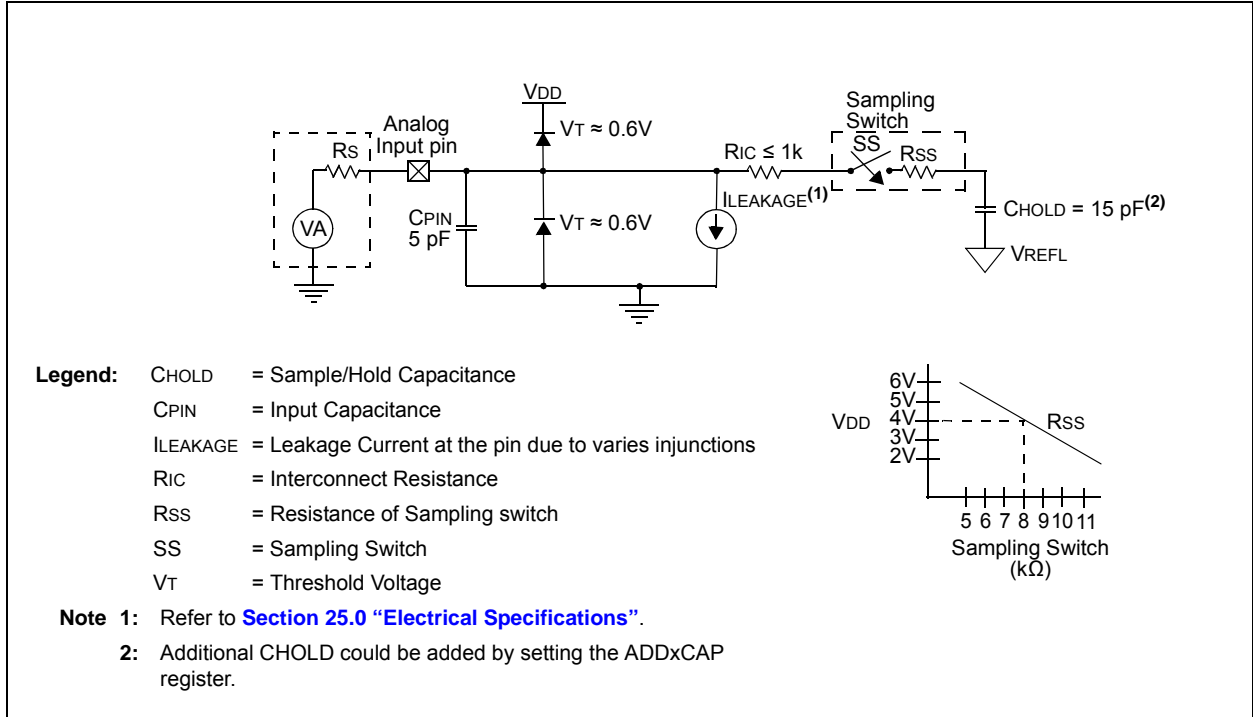 VDD
Sampling
Switch
Analog
Input pin
VT ≈ 0.6V
SS
RS
RIC ≤ 1k
RSS
ILEAKAGE(1)
CPIN
5 pF
VT ≈ 0.6V
CHOLD = 15 pF(2)
VA
VREFL
Legend: CHOLD = Sample/Hold Capacitance
CPIN = Input Capacitance
ILEAKAGE = Leakage Current at the pin due to varies injunctions
RIC = Interconnect Resistance
RSS = Resistance of Sampling switch
SS = Sampling Switch
VT = Threshold Voltage
6V
5V
VDD 4V RSS
3V
2V
5 6 7 8 9 10 11
Sampling Switch
(kΩ)
Note 1: Refer to Section 25.0 “Electrical Specifications”.
2: Additional CHOLD could be added by setting the ADDxCAP
register.